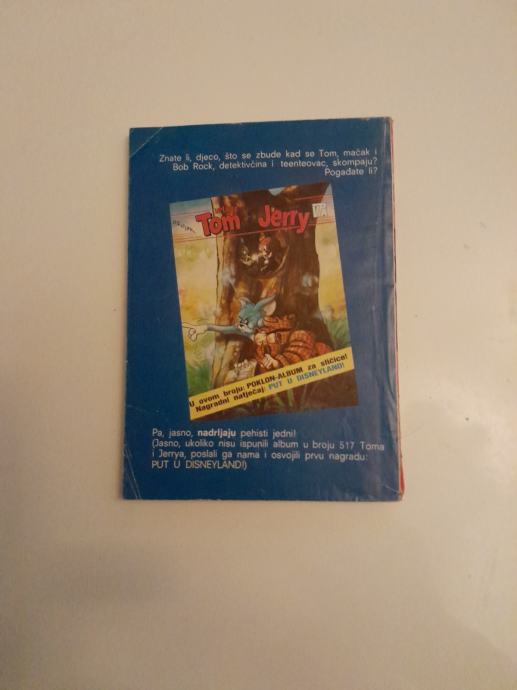 Znate li, djeco, što se zbude kad se Tom, mačak i
Bob Rock, detektivčina i teenteovac, skompaju?
Pogađate li?
Tom Jerry
U ovom broju: POKLON-ALBUM za sličice!
Nagradni natječaj: PUT U DISNEYLAND!
Pa, jasno, nadrljaju pehisti jedni!
(Jasno, ukoliko nisu ispunili album u broju 517 Toma
i Jerrya, poslali ga nama i osvojili prvu nagradu:
PUT U DISNEYLAND!)